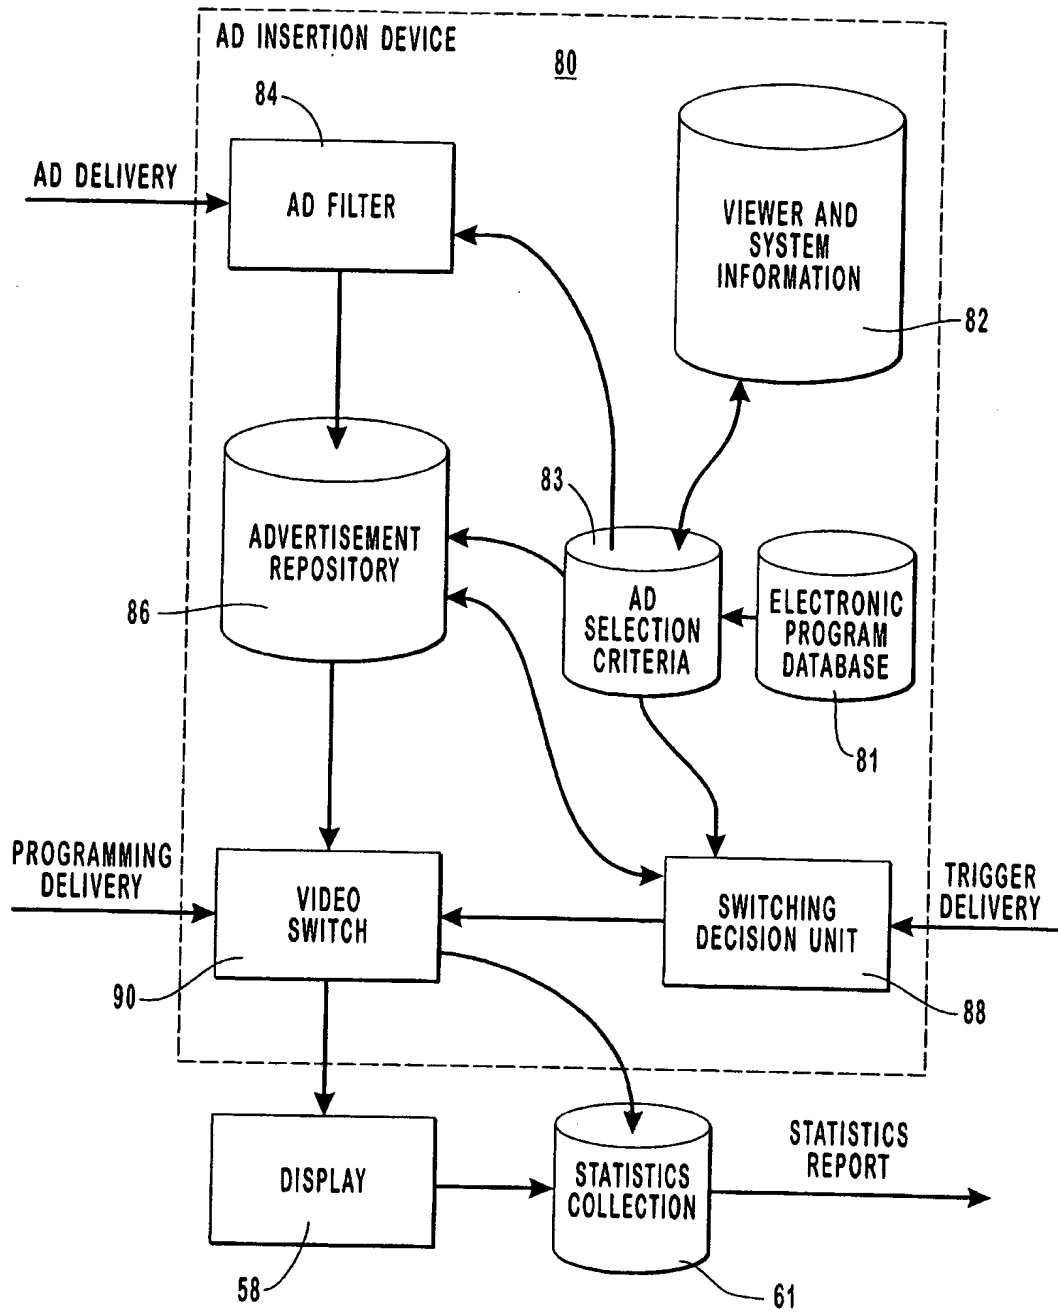 AD INSERTION DEVICE
80
84
AD DELIVERY
AD FILTER
VIEWER AND
SYSTEM
INFORMATION
82
83
ADVERTISEMENT
REPOSITORY
86
AD
SELECTION
CRITERIA
ELECTRONIC
PROGRAM
DATABASE
81
PROGRAMMING
DELIVERY
VIDEO
SWITCH
90
SWITCHING
DECISION UNIT
88
TRIGGER
DELIVERY
DISPLAY
58
STATISTICS
COLLECTION
61
STATISTICS
REPORT